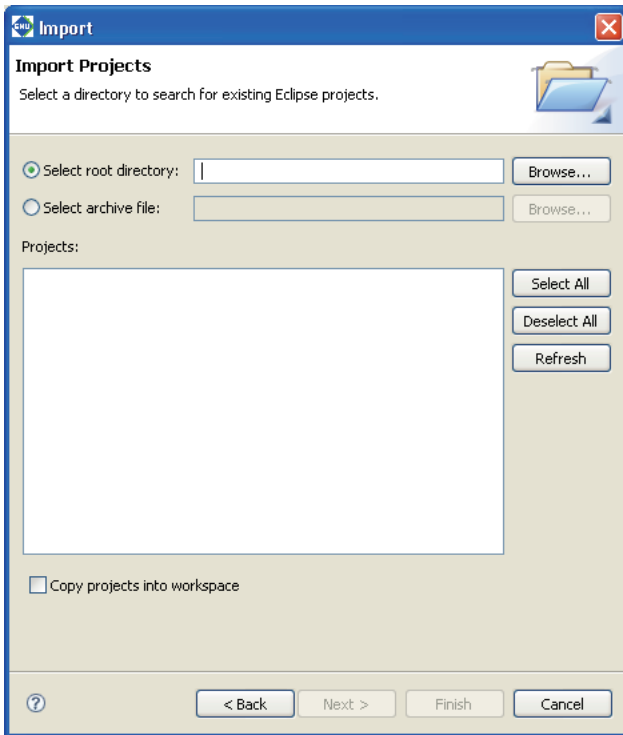 GNU Import
Import Projects
Select a directory to search for existing Eclipse projects.
Select root directory: Browse...
Select archive file: Browse...
Projects:
Select All
Deselect All
Refresh
Copy projects into workspace
? < Back Next > Finish Cancel